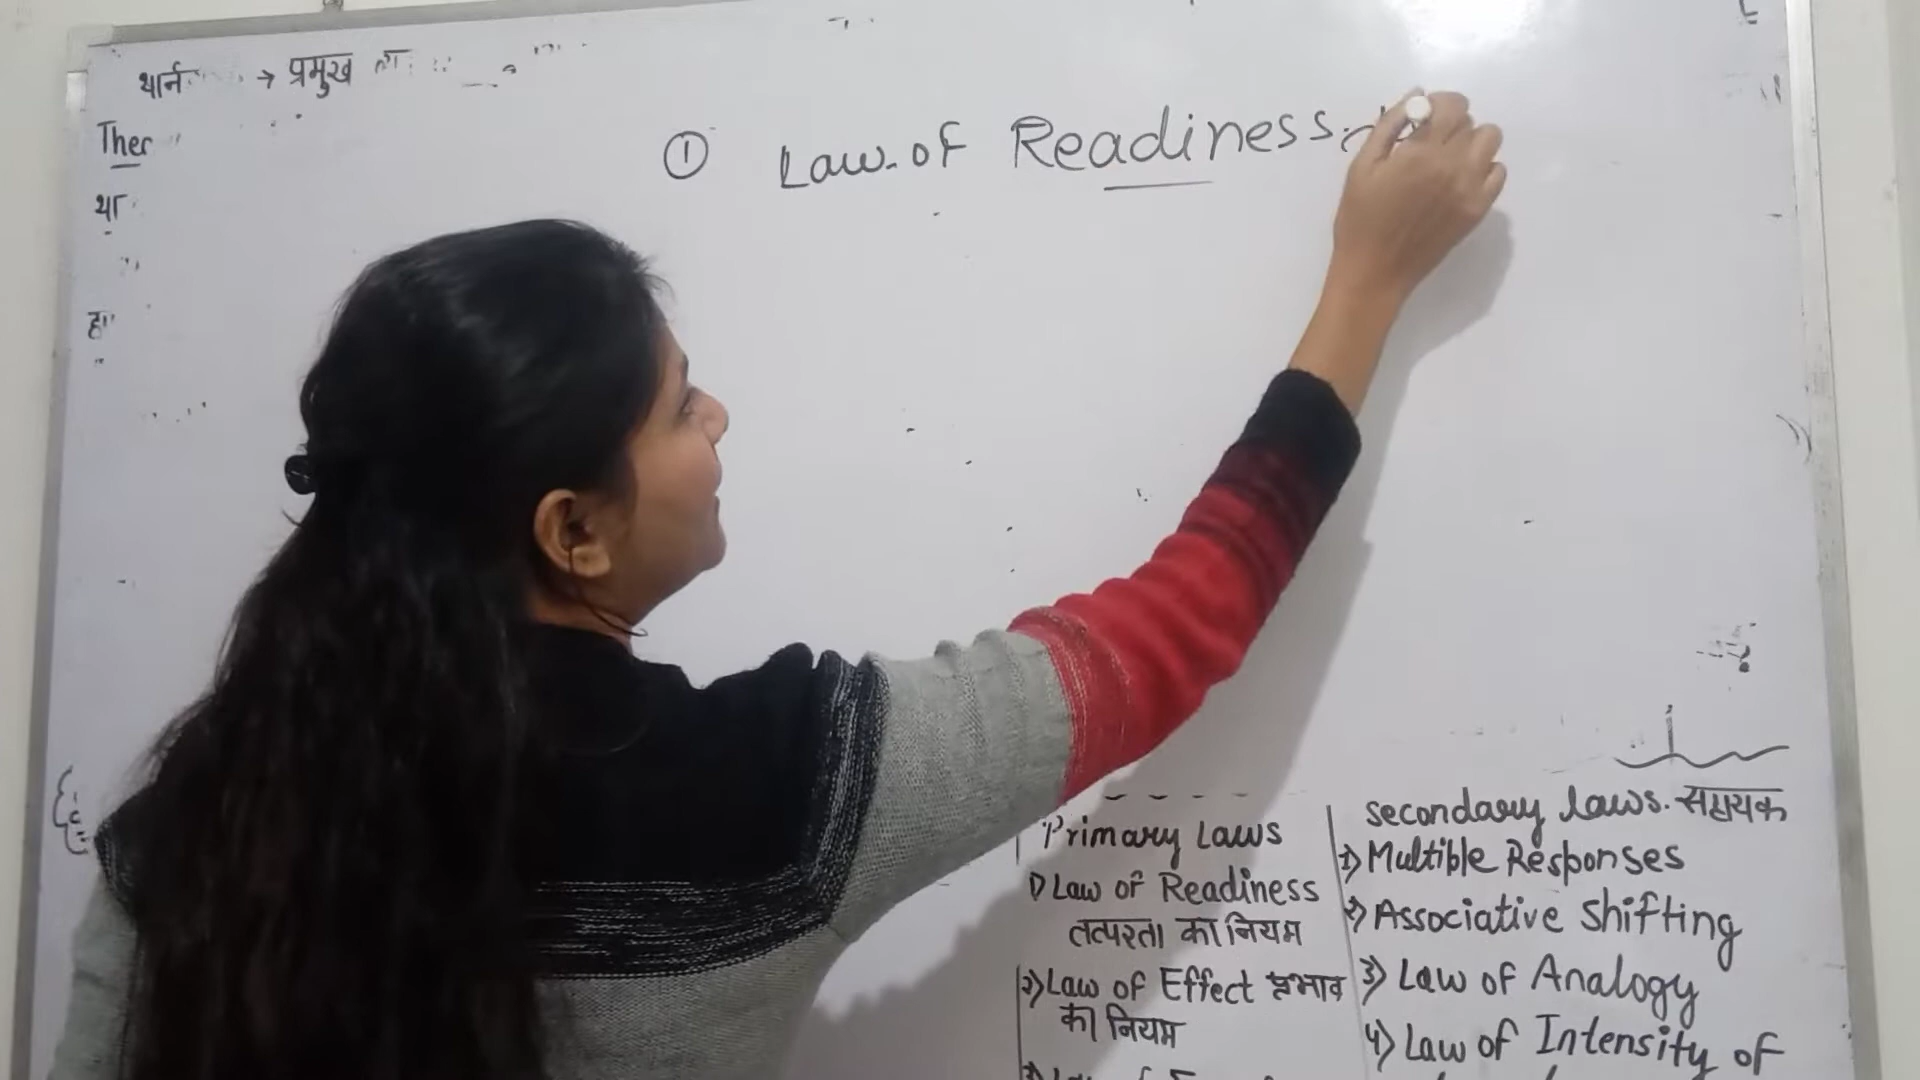 → प्रमुख
Ther
① Law of Readiness
Primary Laws
1) Law of Readiness
तत्परता का नियम
2) Law of Effect प्रभाव
का नियम
secondary laws. सहायक
1) Multible Responses
2) Associative Shifting
3) Law of Analogy
4) Law of Intensity of